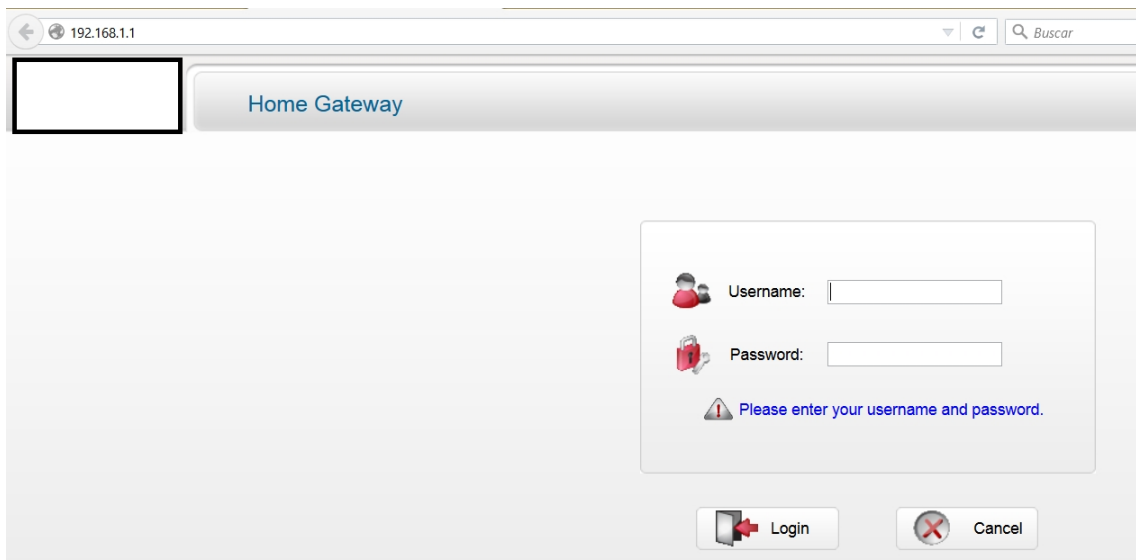 192.168.1.1
Buscar
Home Gateway
Username:
Password:
Please enter your username and password.
Login
Cancel